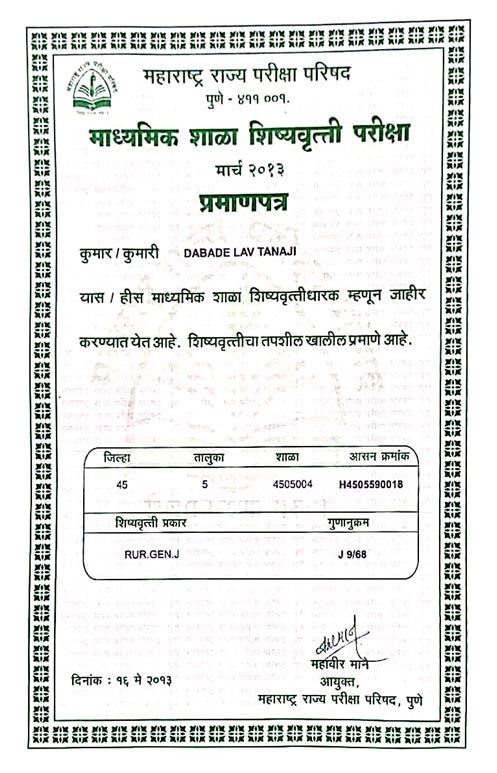 महाराष्ट्र राज्य परीक्षा परिषद
पुणे - ४११ ००१.
माध्यमिक शाळा शिष्यवृत्ती परीक्षा
मार्च २०१३
प्रमाणपत्र
कुमार / कुमारी DABADE LAV TANAJI
यास / हीस माध्यमिक शाळा शिष्यवृत्तीधारक म्हणून जाहीर
करण्यात येत आहे. शिष्यवृत्तीचा तपशील खालील प्रमाणे आहे.
जिल्हा तालुका शाळा आसन क्रमांक
45 5 4505004 H4505590018
शिष्यवृत्ती प्रकार गुणानुक्रम
RUR.GEN.J J 9/68
महावीर माने
दिनांक : १६ मे २०१३ आयुक्त,
महाराष्ट्र राज्य परीक्षा परिषद, पुणे